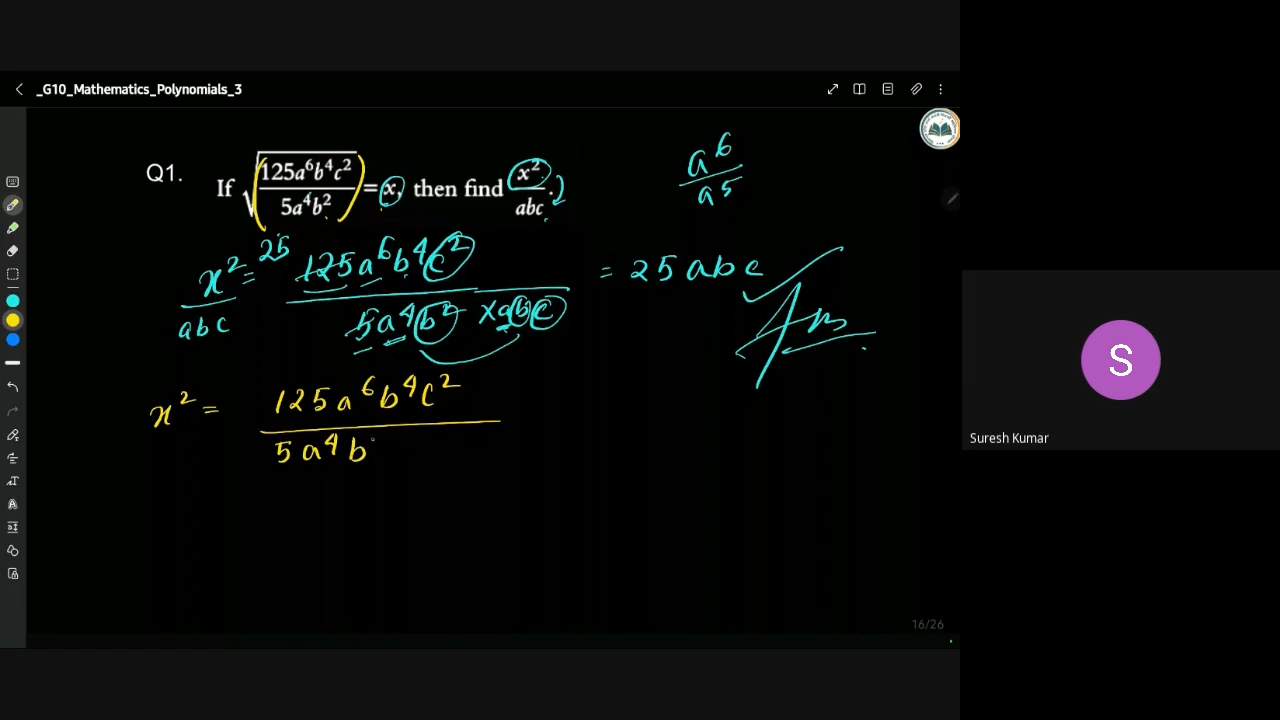 _G10_Mathematics_Polynomials_3
Q1. If √(125a⁶b⁴c² / 5a⁴b²) = x, then find x²/abc.
a⁶/a⁵
x²/abc = 25 125a⁶b⁴c² / 5a⁴b² × abc = 25abc
Ans
x² = 125a⁶b⁴c² / 5a⁴b
16/26
S
Suresh Kumar